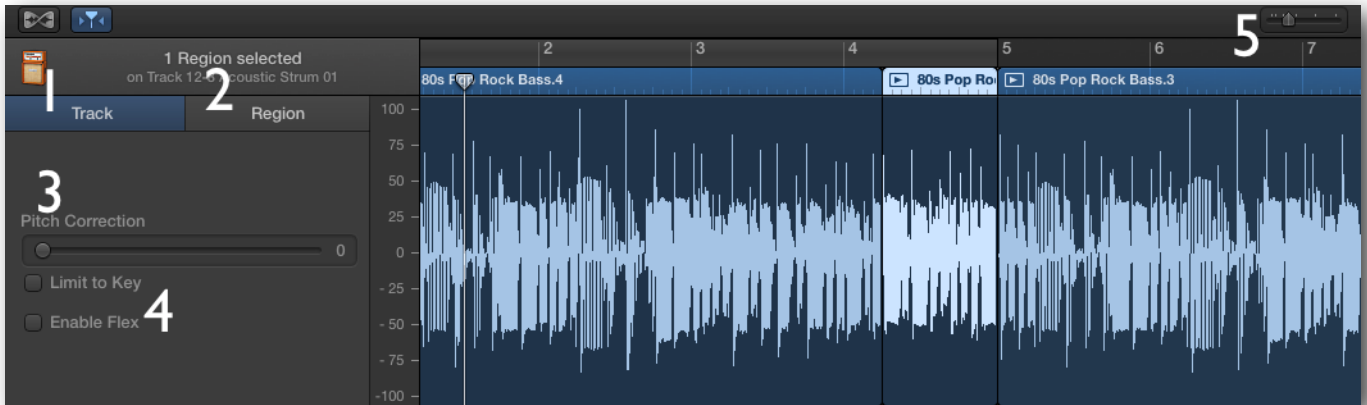 5
2
3
4
5
6
7
1 Region selected
on Track 12-6 Acoustic Strum 01
80s Pop Rock Bass.4
80s Pop Ro
80s Pop Rock Bass.3
1
2
Track
Region
3
Pitch Correction
0
Limit to Key
Enable Flex
4
100
75
50
25
0
- 25
- 50
- 75
-100